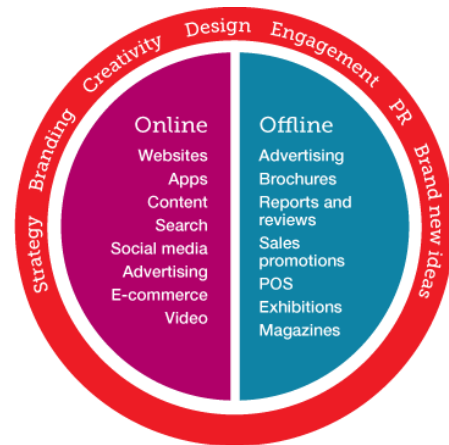 Strategy Branding Creativity Design Engagement PR Brand new ideas
Online
Websites
Apps
Content
Search
Social media
Advertising
E-commerce
Video
Offline
Advertising
Brochures
Reports and
reviews
Sales
promotions
POS
Exhibitions
Magazines